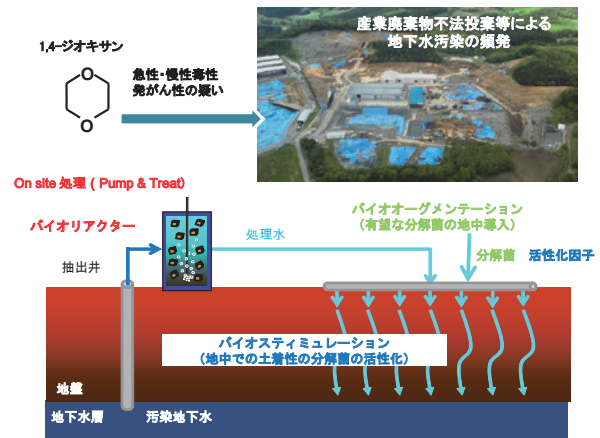 1,4-ジオキサン
O
O
急性・慢性毒性
発がん性の疑い
産業廃棄物不法投棄等による
地下水汚染の頻発
On site 処理 ( Pump & Treat)
バイオリアクター
抽出井
処理水
バイオオーグメンテーション
（有望な分解菌の地中導入）
分解菌 活性化因子
バイオスティミュレーション
（地中での土着性の分解菌の活性化）
地盤
地下水層 汚染地下水